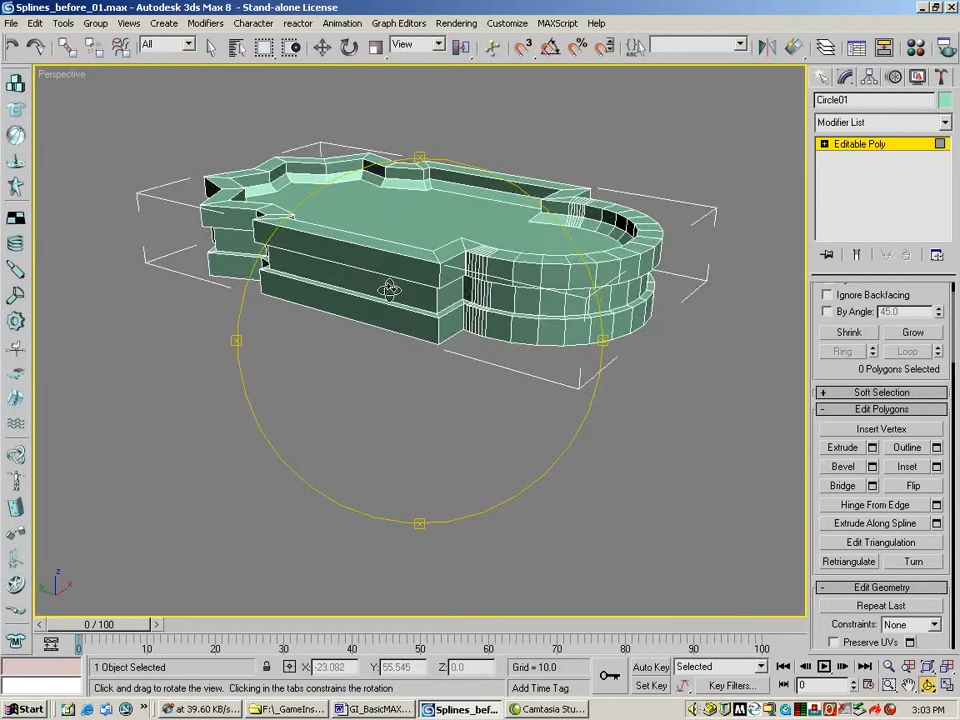 Splines_before_01.max - Autodesk 3ds Max 8 - Stand-alone License
File Edit Tools Group Views Create Modifiers Character reactor Animation Graph Editors Rendering Customize MAXScript Help
All View
Perspective
Circle01
Modifier List
Editable Poly
Ignore Backfacing
By Angle: 45.0
Shrink Grow
Ring Loop
0 Polygons Selected
+ Soft Selection
- Edit Polygons
Insert Vertex
Extrude Outline
Bevel Inset
Bridge Flip
Hinge From Edge
Extrude Along Spline
Edit Triangulation
Retriangulate Turn
- Edit Geometry
Repeat Last
Constraints: None
Preserve UVs
z
x
< 0 / 100 >
0 10 20 30 40 50 60 70 80 90 100
1 Object Selected X: -23.082 Y: 55.545 Z: 0.0 Grid = 10.0 Auto Key Selected
Click and drag to rotate the view. Clicking in the tabs constrains the rotation Add Time Tag Set Key Key Filters... 0
Start at 39.60 KB... F:\_GameIns... GI_BasicMAX... Splines_bef... Camtasia Stu... 3:03 PM